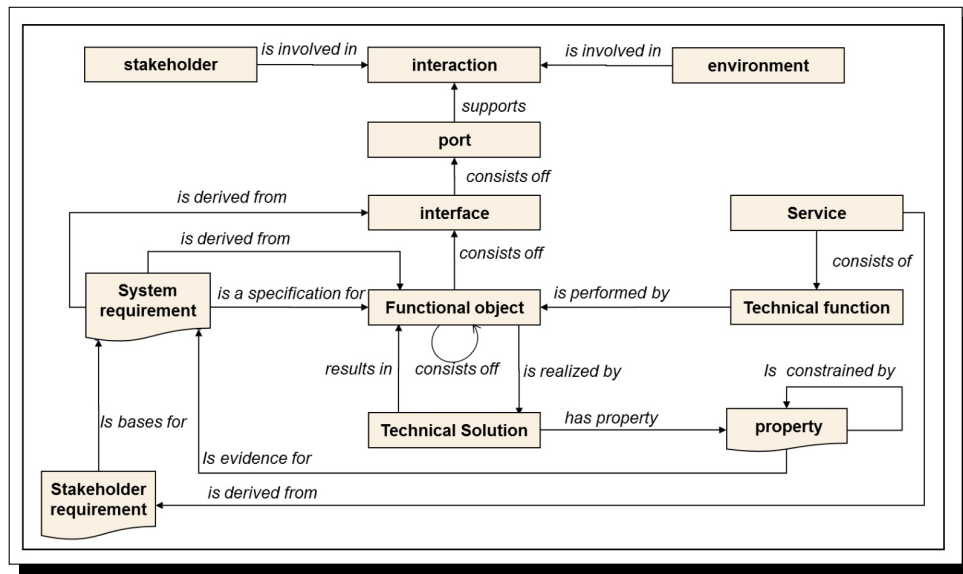 stakeholder
is involved in
interaction
is involved in
environment
supports
port
consists off
is derived from
interface
Service
is derived from
consists off
consists of
System
requirement
is a specification for
Functional object
is performed by
Technical function
results in
consists off
is realized by
Is constrained by
Is bases for
Technical Solution
has property
property
Is evidence for
Stakeholder
requirement
is derived from